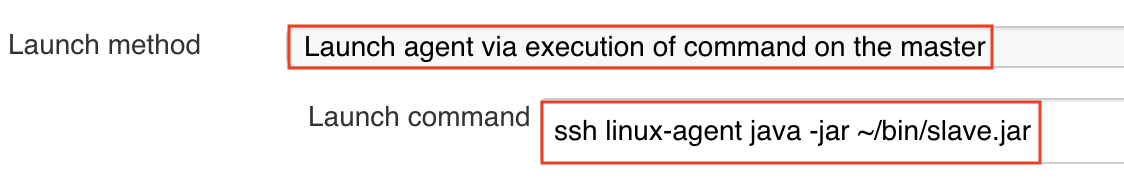 Launch method Launch agent via execution of command on the master
Launch command ssh linux-agent java -jar ~/bin/slave.jar